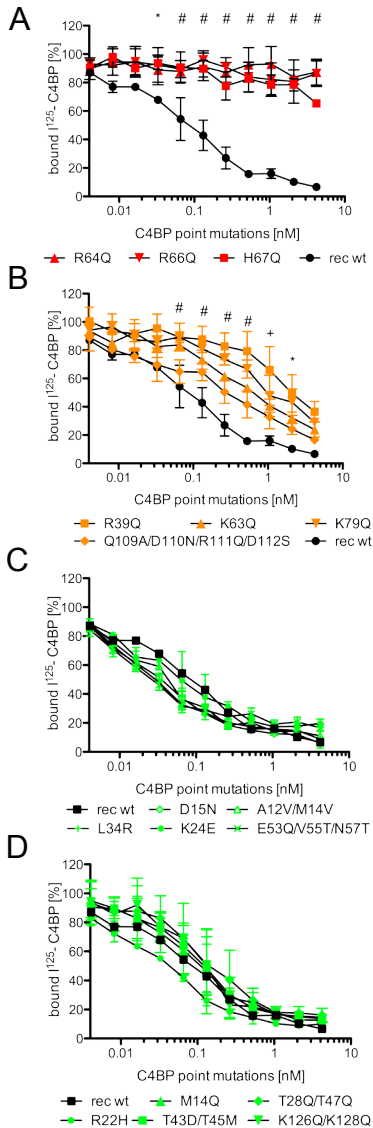 A
* # # # # # # #
120
100
80
60
40
20
0
bound I¹²⁵- C4BP [%]
0.01 0.1 1 10
C4BP point mutations [nM]
R64Q R66Q H67Q rec wt
B
# # # # + *
120
100
80
60
40
20
0
bound I¹²⁵- C4BP [%]
0.01 0.1 1 10
C4BP point mutations [nM]
R39Q K63Q K79Q
Q109A/D110N/R111Q/D112S rec wt
C
120
100
80
60
40
20
0
bound I¹²⁵- C4BP [%]
0.01 0.1 1 10
C4BP point mutations [nM]
rec wt D15N A12V/M14V
L34R K24E E53Q/V55T/N57T
D
120
100
80
60
40
20
0
bound I¹²⁵- C4BP [%]
0.01 0.1 1 10
C4BP point mutations [nM]
rec wt M14Q T28Q/T47Q
R22H T43D/T45M K126Q/K128Q